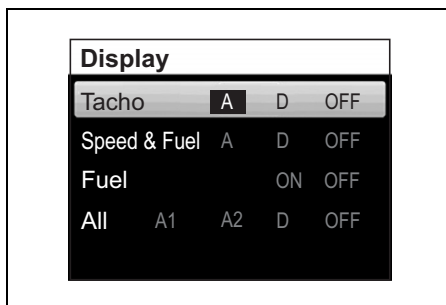 Display
Tacho A D OFF
Speed & Fuel A D OFF
Fuel ON OFF
All A1 A2 D OFF